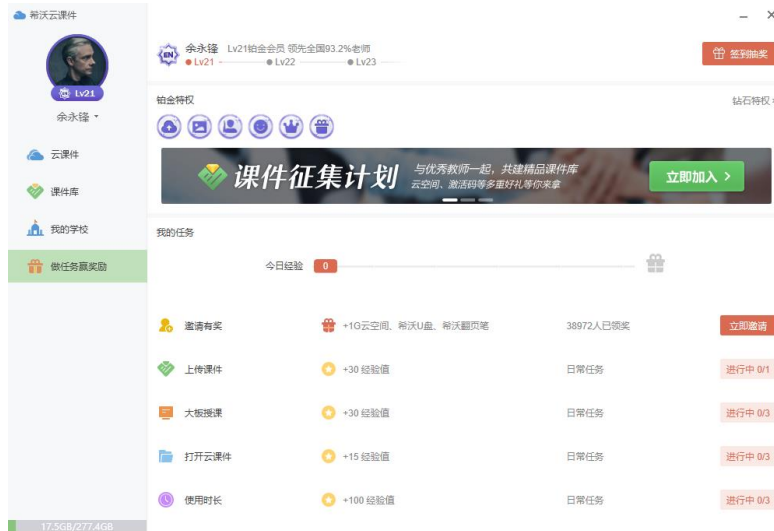 希沃云课件
余永锋 Lv21铂金会员 领先全国93.2%老师
Lv21 Lv22 Lv23
签到抽奖
Lv21
余永锋
铂金特权
钻石特权
云课件
课件库
我的学校
做任务赢奖励
课件征集计划
与优秀教师一起，共建精品课件库
云空间、激活码等多重好礼等你来拿
立即加入 >
我的任务
今日经验 0
邀请有奖 +1G云空间、希沃U盘、希沃翻页笔 38972人已领奖 立即邀请
上传课件 +30 经验值 日常任务 进行中 0/1
大板授课 +30 经验值 日常任务 进行中 0/3
打开云课件 +15 经验值 日常任务 进行中 0/3
使用时长 +100 经验值 日常任务 进行中 0/3
17.5GB/277.4GB